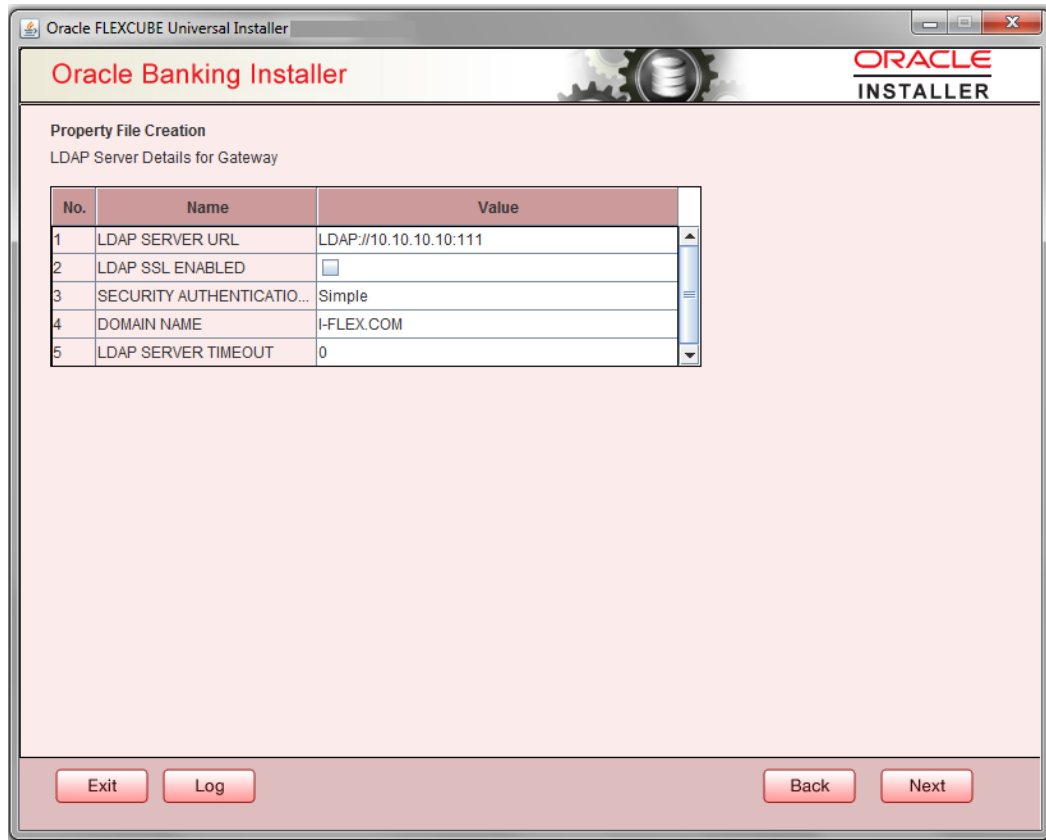 Oracle FLEXCUBE Universal Installer
Oracle Banking Installer
ORACLE
INSTALLER
Property File Creation
LDAP Server Details for Gateway
No. Name Value
1 LDAP SERVER URL LDAP://10.10.10.10:111
2 LDAP SSL ENABLED
3 SECURITY AUTHENTICATIO... Simple
4 DOMAIN NAME I-FLEX.COM
5 LDAP SERVER TIMEOUT 0
Exit Log Back Next